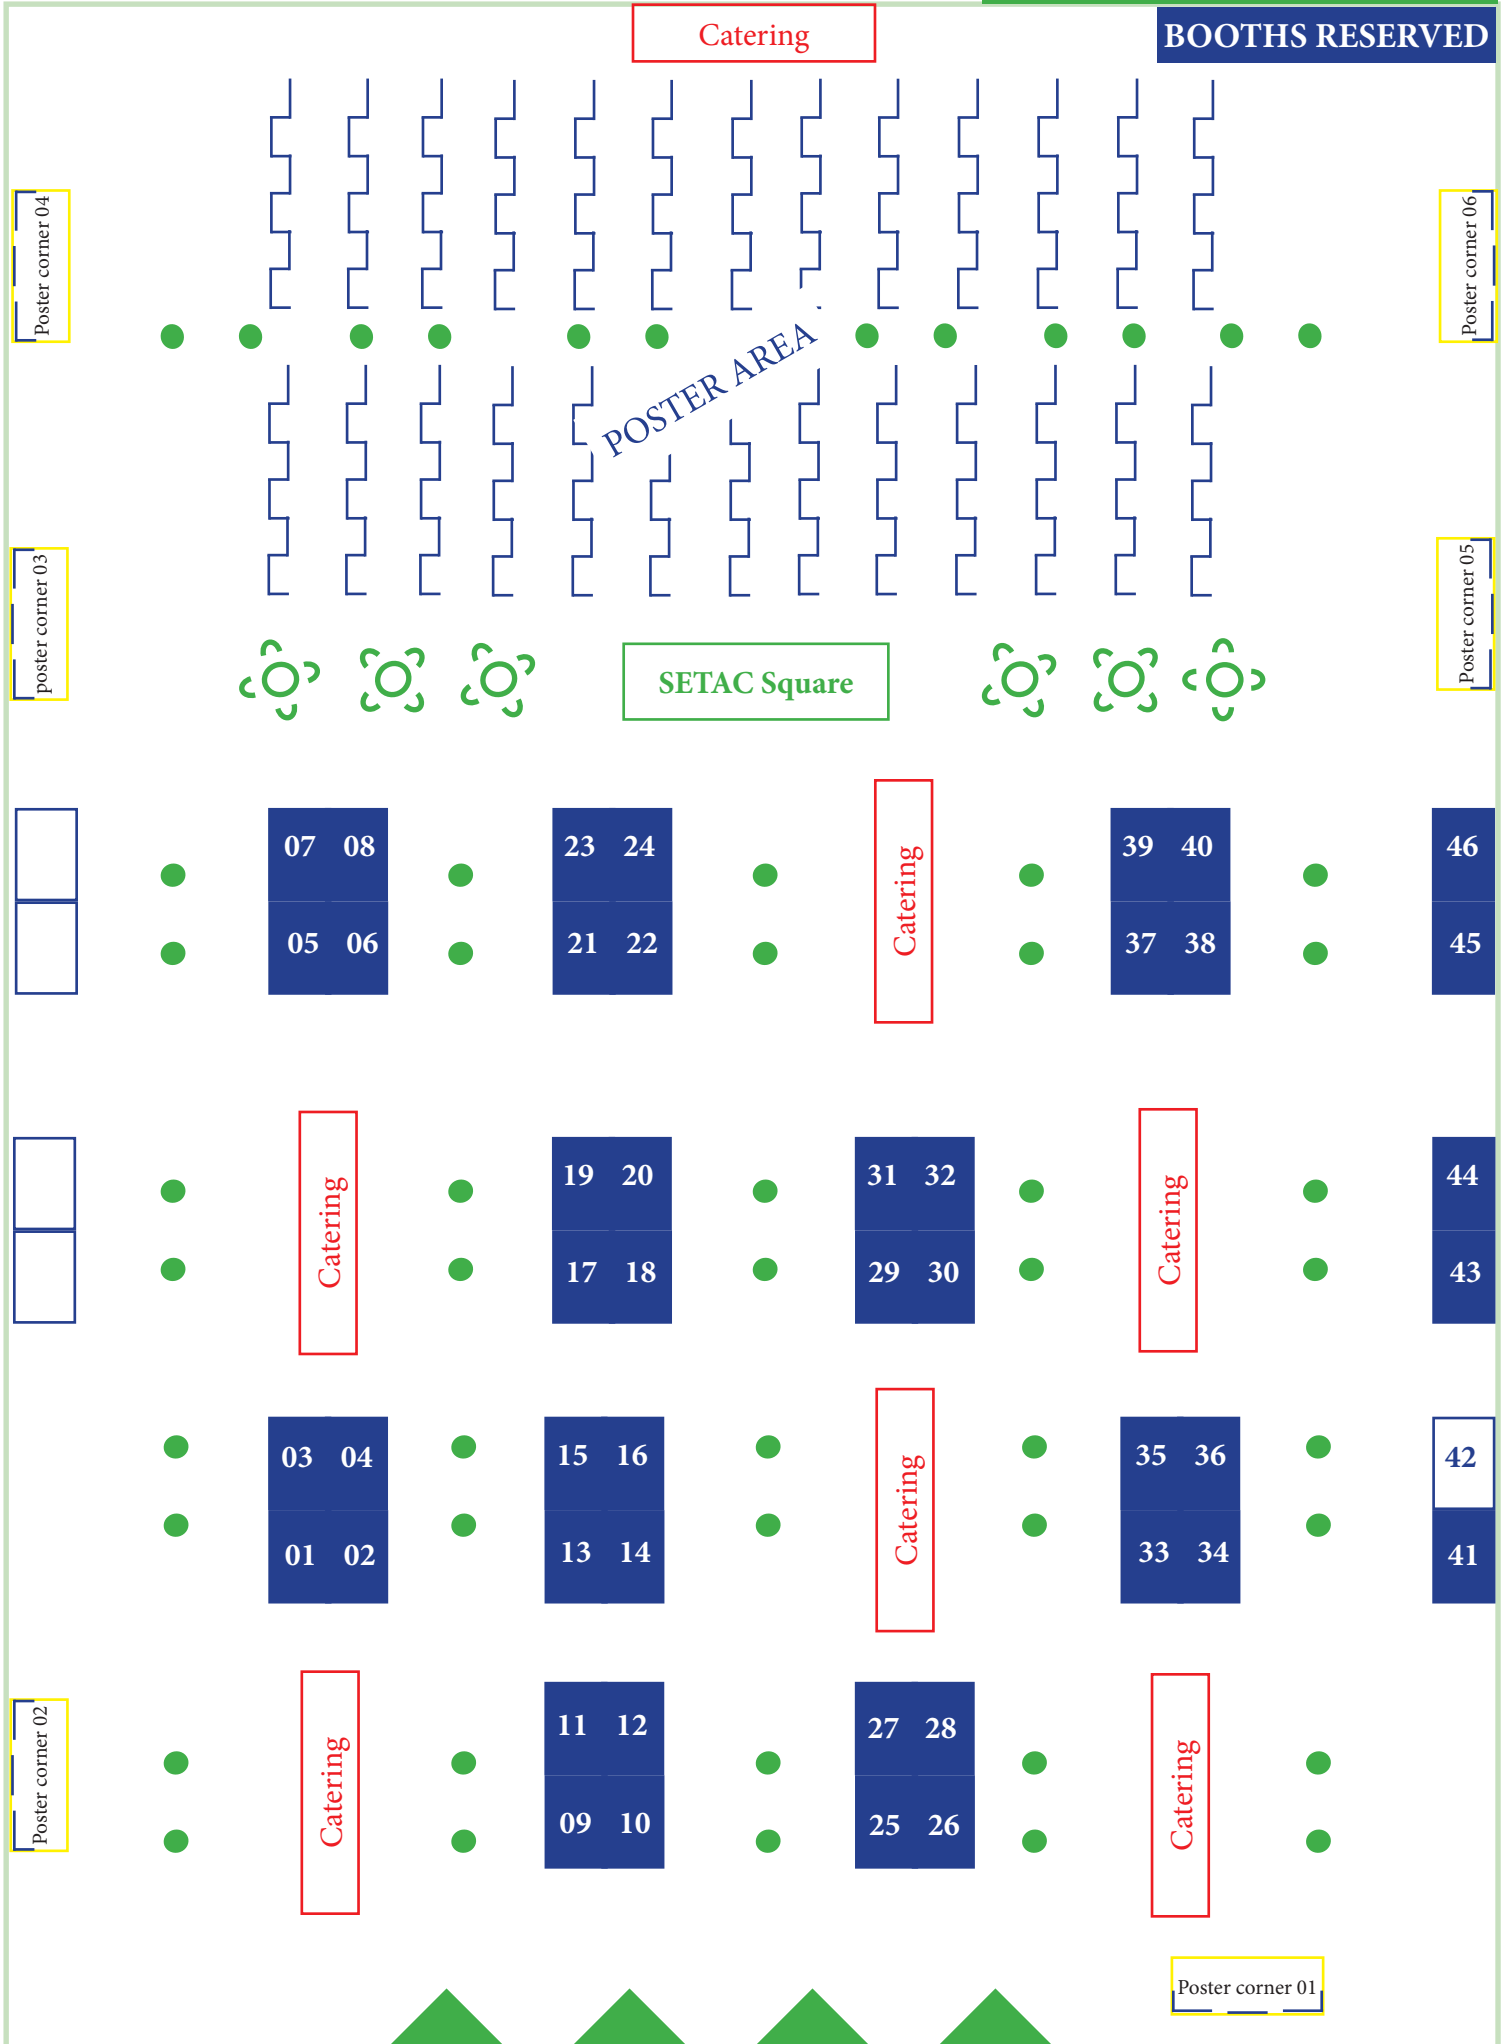 Catering
BOOTHS RESERVED
Poster corner 04
Poster corner 06
POSTER AREA
poster corner 03
Poster corner 05
SETAC Square
07 08
23 24
Catering
39 40
46
05 06
21 22
37 38
45
Catering
19 20
31 32
Catering
44
17 18
29 30
43
03 04
15 16
Catering
35 36
42
01 02
13 14
33 34
41
Poster corner 02
Catering
11 12
27 28
Catering
09 10
25 26
Poster corner 01